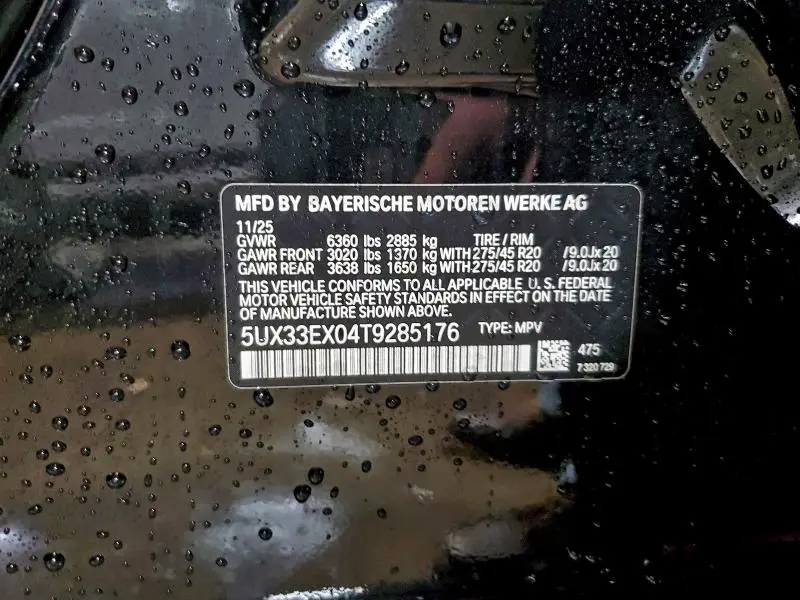 MFD BY BAYERISCHE MOTOREN WERKE AG
11/25
GVWR 6360 lbs 2885 kg TIRE / RIM
GAWR FRONT 3020 lbs 1370 kg WITH 275/45 R20 /9.0Jx20
GAWR REAR 3638 lbs 1650 kg WITH 275/45 R20 /9.0Jx20
THIS VEHICLE CONFORMS TO ALL APPLICABLE U. S. FEDERAL
MOTOR VEHICLE SAFETY STANDARDS IN EFFECT ON THE DATE
OF MANUFACTURE SHOWN ABOVE.
5UX33EX04T9285176 TYPE: MPV
475
7 320 729